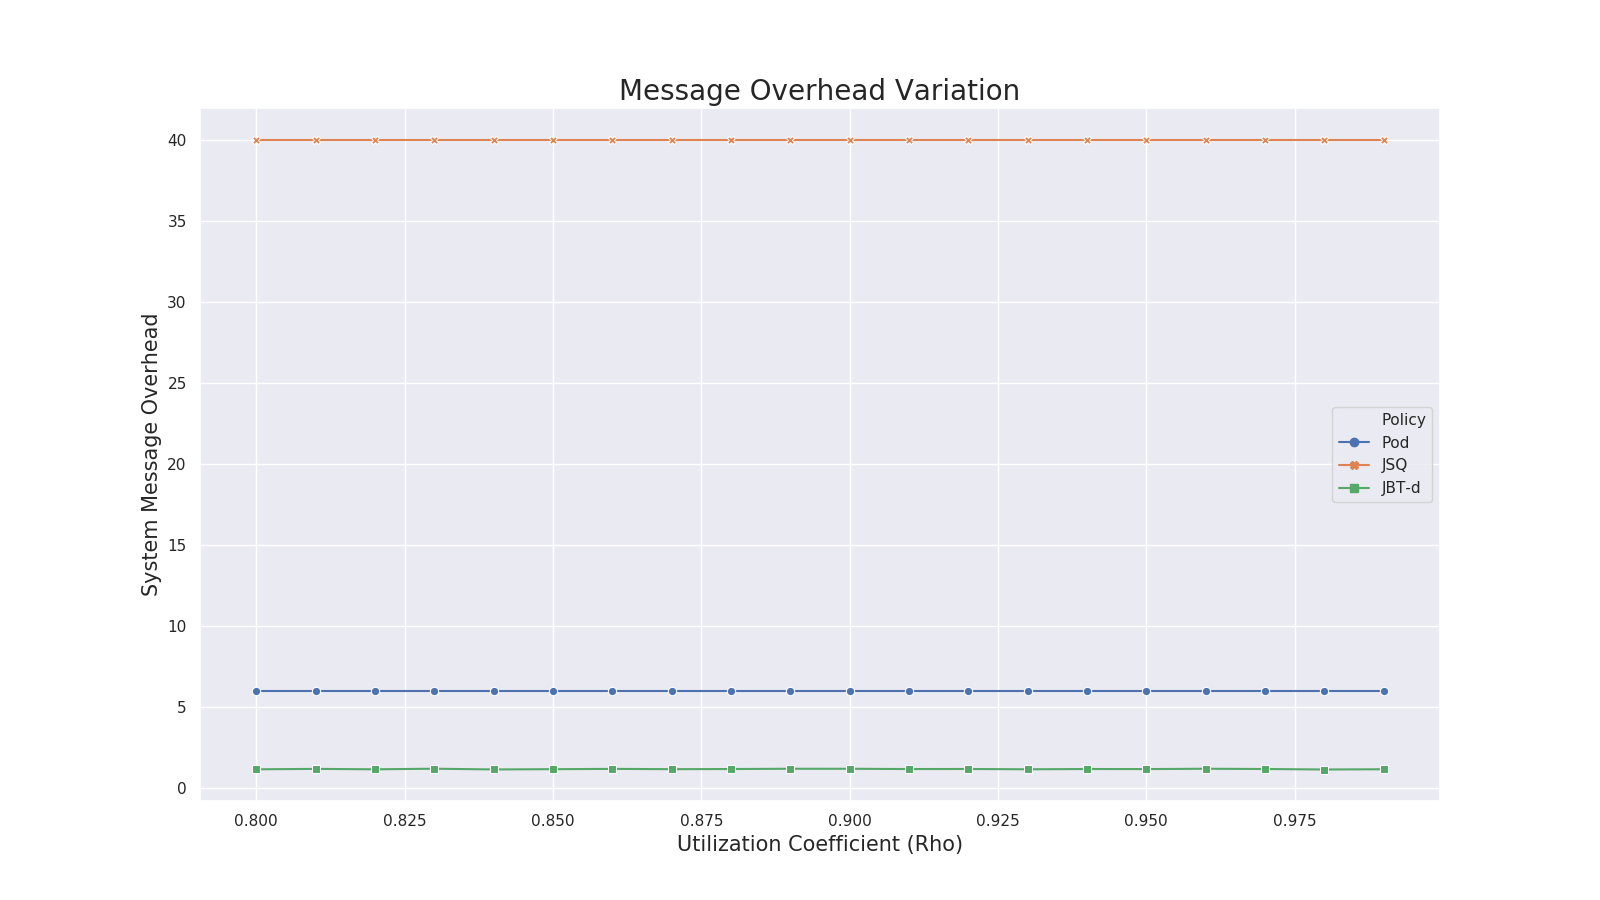 Message Overhead Variation
System Message Overhead
40
35
30
25
20
15
10
5
0
Policy
Pod
JSQ
JBT-d
0.800 0.825 0.850 0.875 0.900 0.925 0.950 0.975
Utilization Coefficient (Rho)